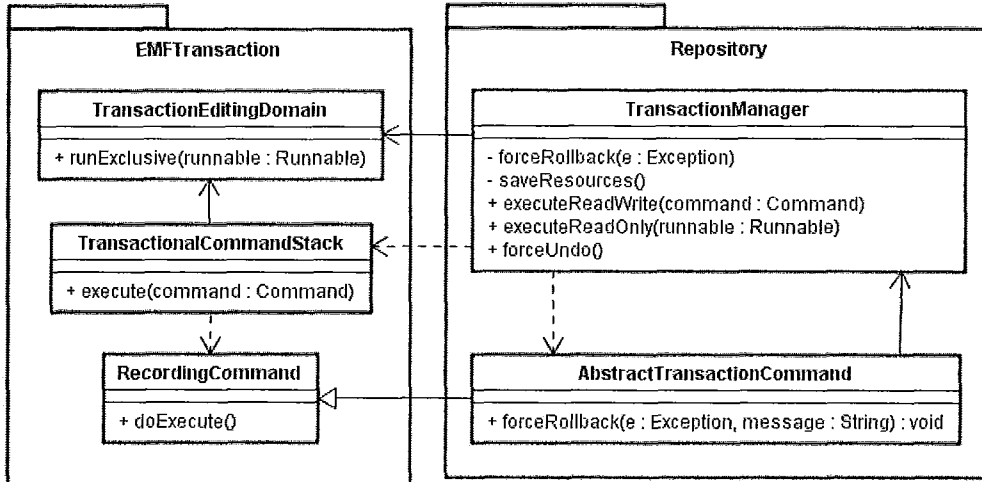 EMFTransaction
TransactionEditingDomain
+ runExclusive(runnable : Runnable)
TransactionalCommandStack
+ execute(command : Command)
RecordingCommand
+ doExecute()
Repository
TransactionManager
- forceRollback(e : Exception)
- saveResources()
+ executeReadWrite(command : Command)
+ executeReadOnly(runnable : Runnable)
+ forceUndo()
AbstractTransactionCommand
+ forceRollback(e : Exception, message : String) : void